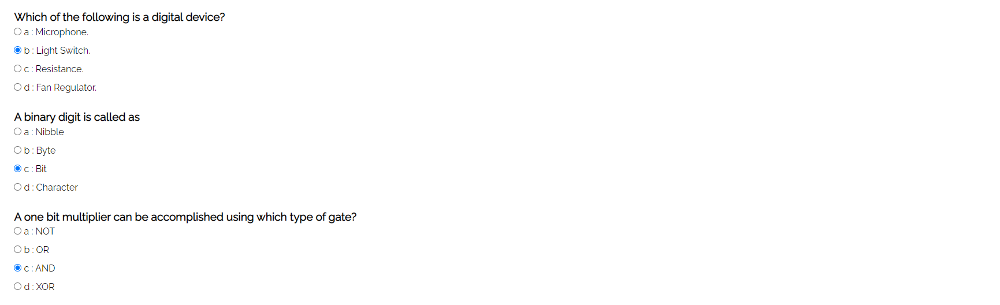 Which of the following is a digital device?
a : Microphone.
b : Light Switch.
c : Resistance.
d : Fan Regulator.
A binary digit is called as
a : Nibble
b : Byte
c : Bit
d : Character
A one bit multiplier can be accomplished using which type of gate?
a : NOT
b : OR
c : AND
d : XOR